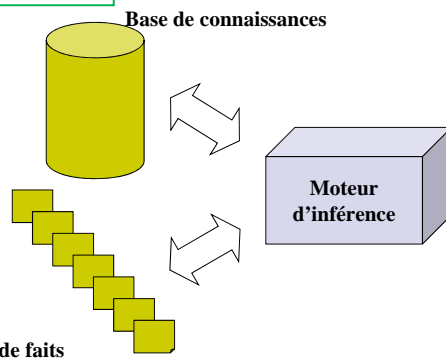 Base de connaissances
Moteur
d'inférence
de faits